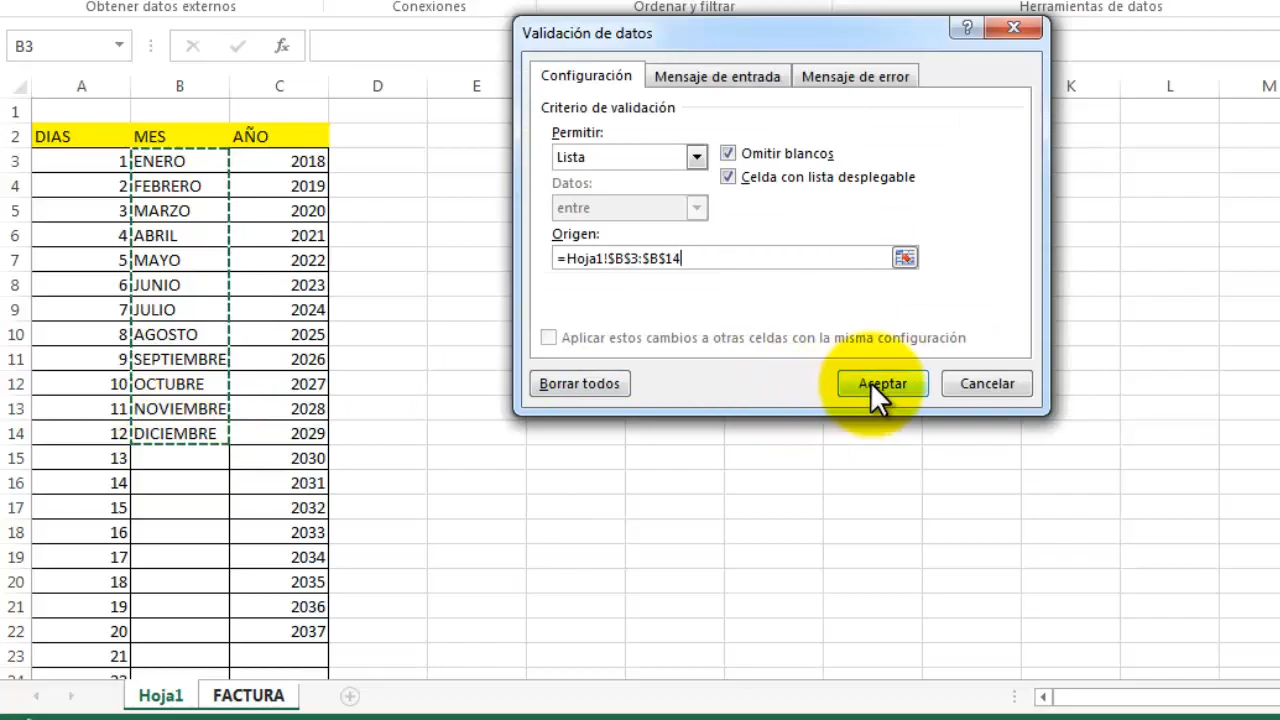 Obtener datos externos Conexiones Ordenar y filtrar Herramientas de datos
B3 fx
A B C D E K L M
1
2 DIAS MES AÑO
3 1 ENERO 2018
4 2 FEBRERO 2019
5 3 MARZO 2020
6 4 ABRIL 2021
7 5 MAYO 2022
8 6 JUNIO 2023
9 7 JULIO 2024
10 8 AGOSTO 2025
11 9 SEPTIEMBRE 2026
12 10 OCTUBRE 2027
13 11 NOVIEMBRE 2028
14 12 DICIEMBRE 2029
15 13 2030
16 14 2031
17 15 2032
18 16 2033
19 17 2034
20 18 2035
21 19 2036
22 20 2037
23 21
Validación de datos ?
Configuración Mensaje de entrada Mensaje de error
Criterio de validación
Permitir:
Lista
Omitir blancos
Datos:
Celda con lista desplegable
entre
Origen:
=Hoja1!$B$3:$B$14
Aplicar estos cambios a otras celdas con la misma configuración
Borrar todos Aceptar Cancelar
Hoja1 FACTURA